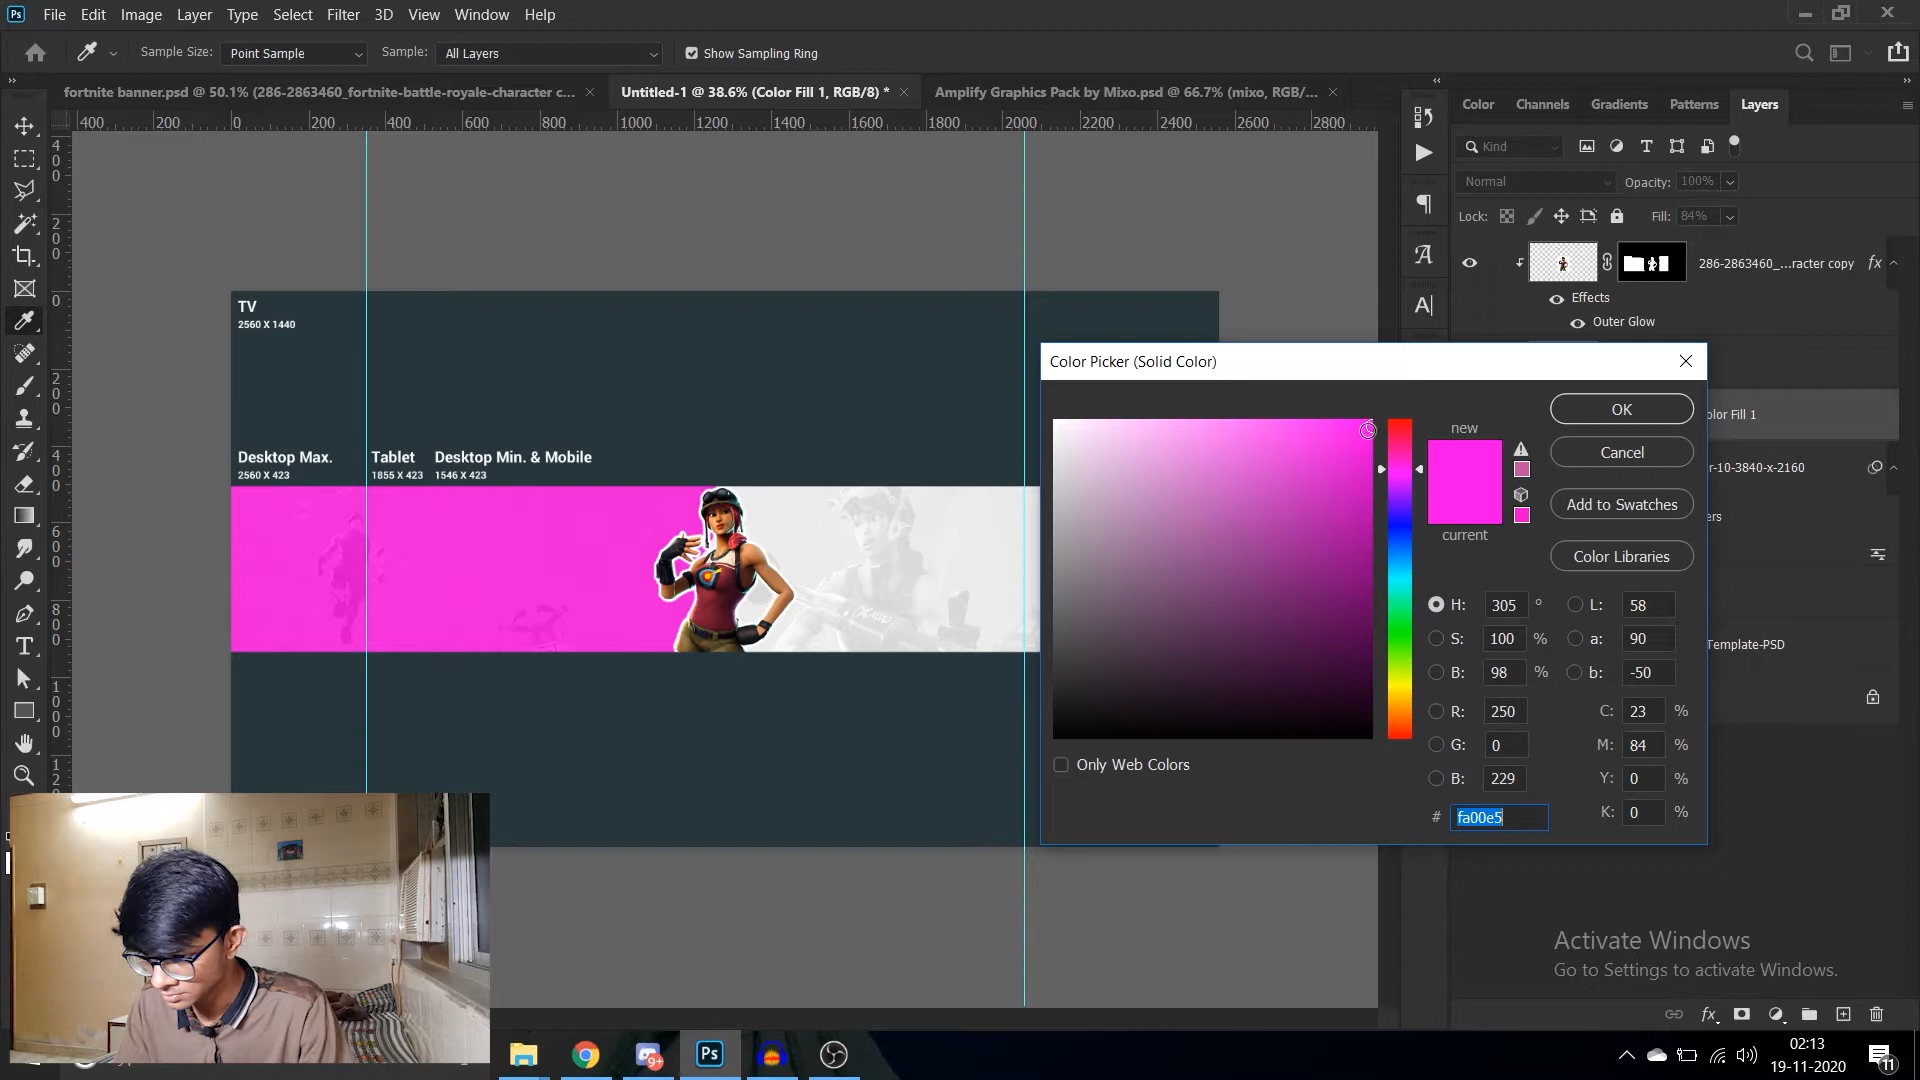 Ps File Edit Image Layer Type Select Filter 3D View Window Help
Sample Size: Point Sample Sample: All Layers Show Sampling Ring
fortnite banner.psd @ 50.1% (286-2863460_fortnite-battle-royale-character c... Untitled-1 @ 38.6% (Color Fill 1, RGB/8) * Amplify Graphics Pack by Mixo.psd @ 66.7% (mixo, RGB/...
400 200 0 200 400 600 800 1000 1200 1400 1600 1800 2000 2200 2400 2600 2800
Color Channels Gradients Patterns Layers
Kind
Normal Opacity: 100%
Lock: Fill: 84%
286-2863460_...racter copy fx
Effects
Outer Glow
TV
2560 X 1440
Desktop Max. Tablet Desktop Min. & Mobile
2560 X 423 1855 X 423 1546 X 423
Color Picker (Solid Color)
new
current
OK
Cancel
Add to Swatches
Color Libraries
H: 305 ° L: 58
S: 100 % a: 90
B: 98 % b: -50
R: 250 C: 23 %
G: 0 M: 84 %
B: 229 Y: 0 %
# fa00e5 K: 0 %
Only Web Colors
olor Fill 1
r-10-3840-x-2160
ers
Template-PSD
Activate Windows
Go to Settings to activate Windows.
fx
9+
Ps
02:13
19-11-2020
11